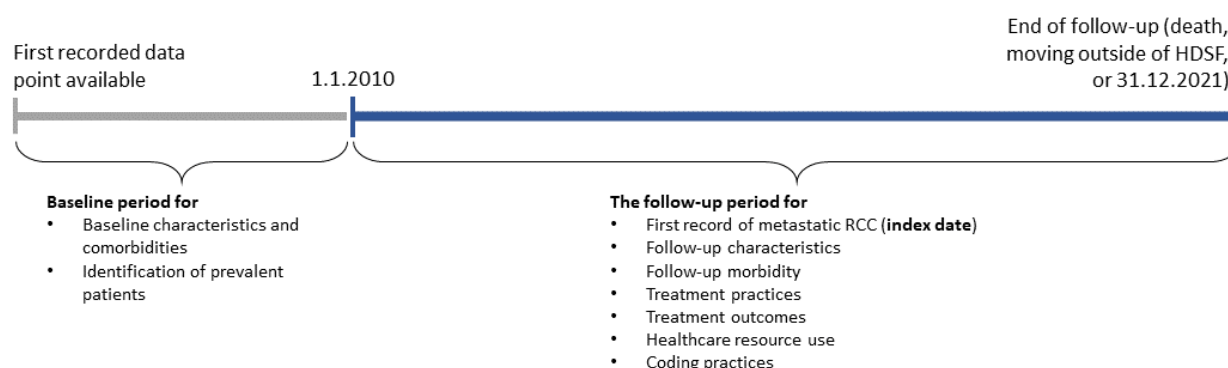 First recorded data
point available
1.1.2010
End of follow-up (death,
moving outside of HDSF,
or 31.12.2021)
Baseline period for
• Baseline characteristics and
comorbidities
• Identification of prevalent
patients
The follow-up period for
• First record of metastatic RCC (index date)
• Follow-up characteristics
• Follow-up morbidity
• Treatment practices
• Treatment outcomes
• Healthcare resource use
• Coding practices